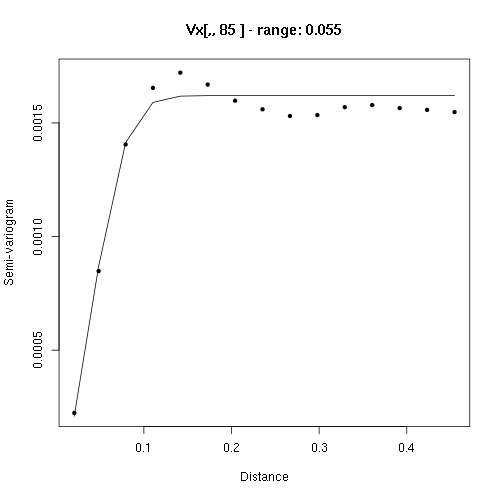 Vx[,, 85 ] - range: 0.055
Semi-variogram
0.0015
0.0010
0.0005
0.1 0.2 0.3 0.4
Distance